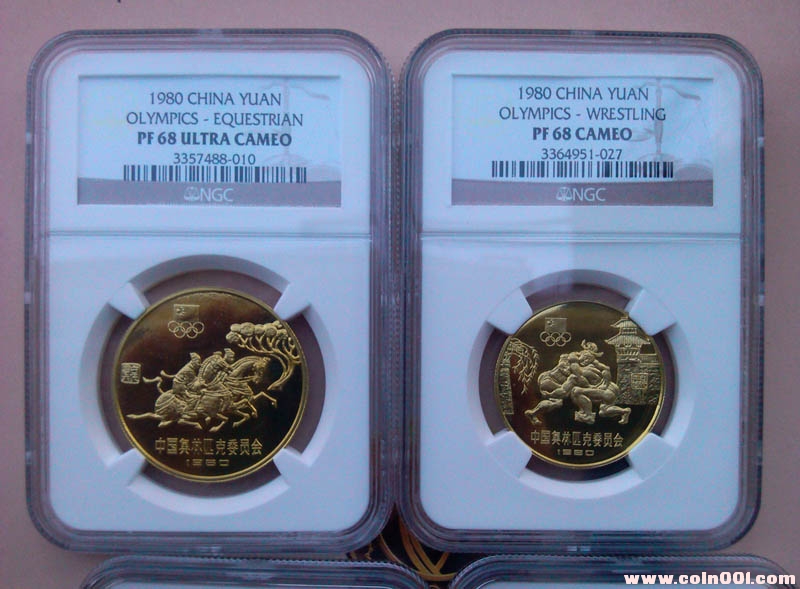 1980 CHINA YUAN
OLYMPICS - EQUESTRIAN
PF 68 ULTRA CAMEO
3357488-010
NGC
中国奥林匹克委员会
1980
1980 CHINA YUAN
OLYMPICS - WRESTLING
PF 68 CAMEO
3364951-027
NGC
中国奥林匹克委员会
1980
www.coin001.com